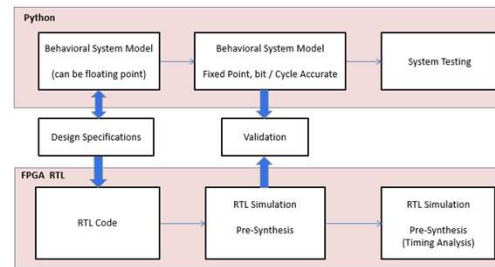 Python
Behavioral System Model
(can be floating point)
Behavioral System Model
Fixed Point, bit / Cycle Accurate
System Testing
Design Specifications
Validation
FPGA RTL
RTL Code
RTL Simulation
Pre-Synthesis
RTL Simulation
Pre-Synthesis
(Timing Analysis)